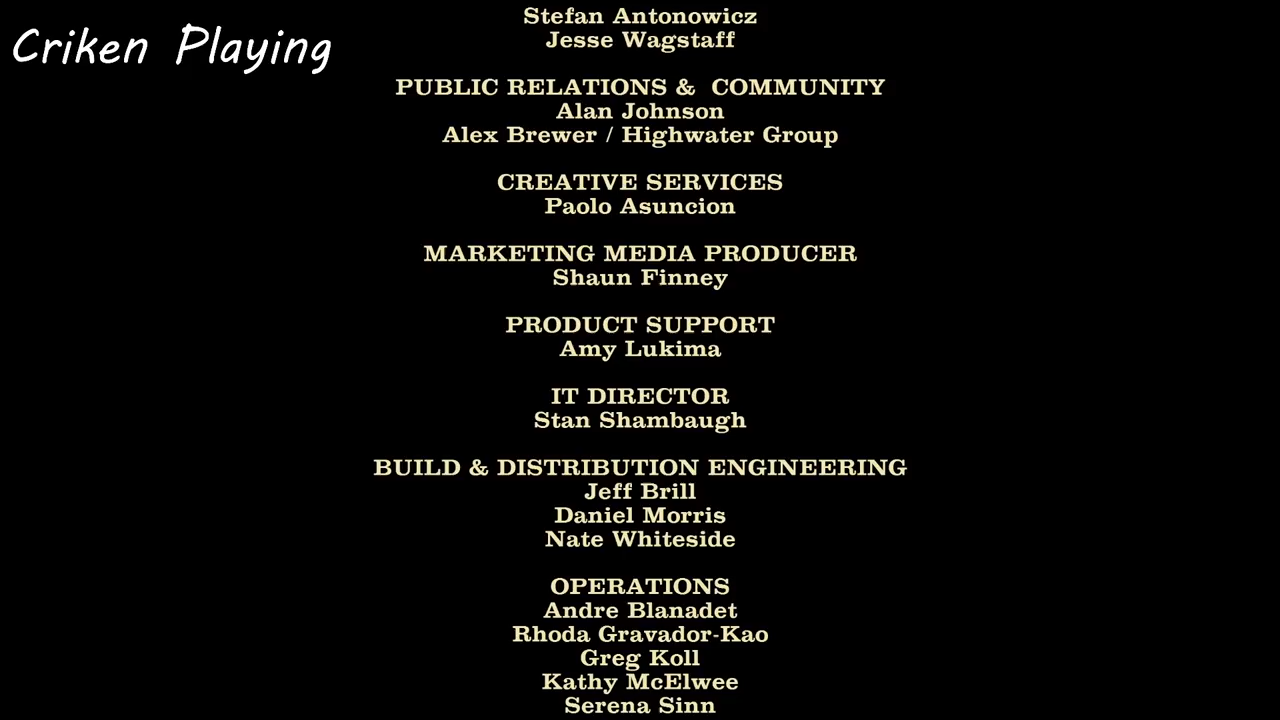 Criken Playing
Stefan Antonowicz
Jesse Wagstaff
PUBLIC RELATIONS & COMMUNITY
Alan Johnson
Alex Brewer / Highwater Group
CREATIVE SERVICES
Paolo Asuncion
MARKETING MEDIA PRODUCER
Shaun Finney
PRODUCT SUPPORT
Amy Lukima
IT DIRECTOR
Stan Shambaugh
BUILD & DISTRIBUTION ENGINEERING
Jeff Brill
Daniel Morris
Nate Whiteside
OPERATIONS
Andre Blanadet
Rhoda Gravador-Kao
Greg Koll
Kathy McElwee
Serena Sinn